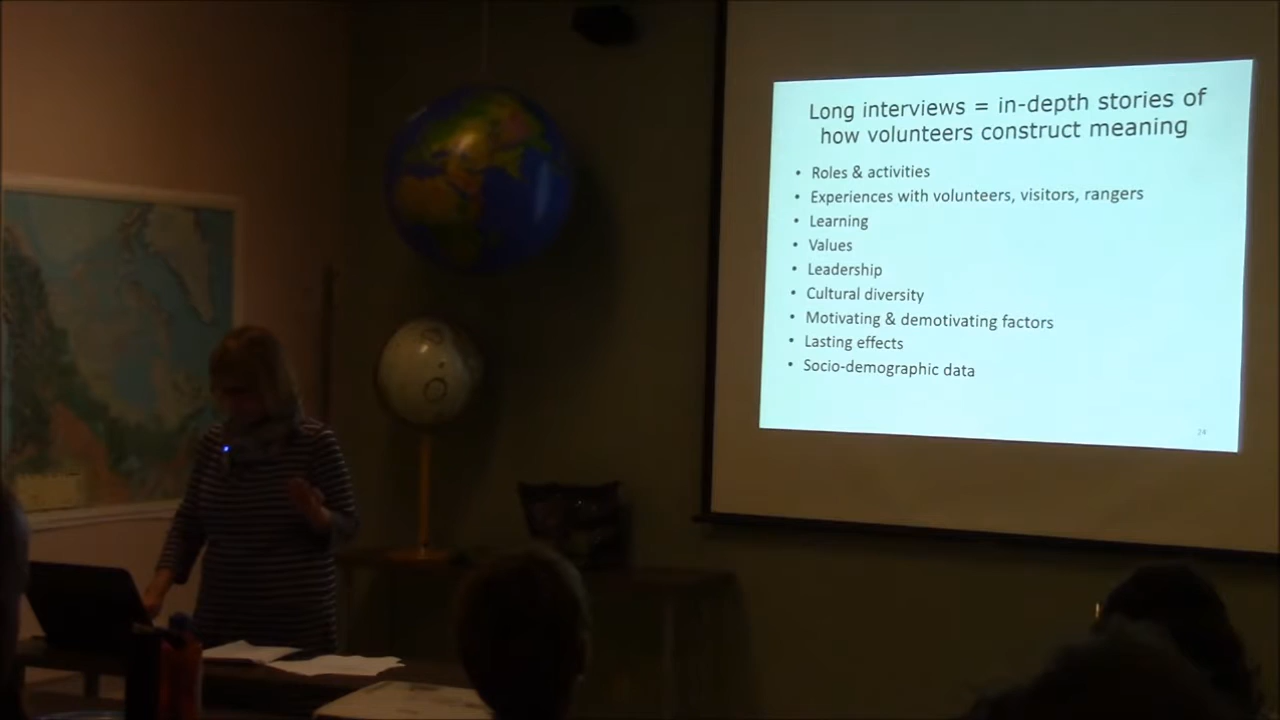 Long interviews = in-depth stories of
how volunteers construct meaning
• Roles & activities
• Experiences with volunteers, visitors, rangers
• Learning
• Values
• Leadership
• Cultural diversity
• Motivating & demotivating factors
• Lasting effects
• Socio-demographic data
24